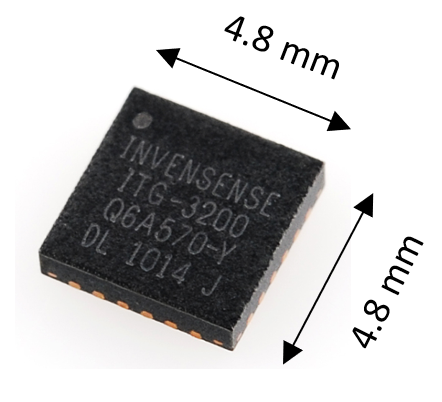 4.8 mm
INVENSENSE
ITG-3200
Q6A570-Y
DL 1014 J
4.8 mm